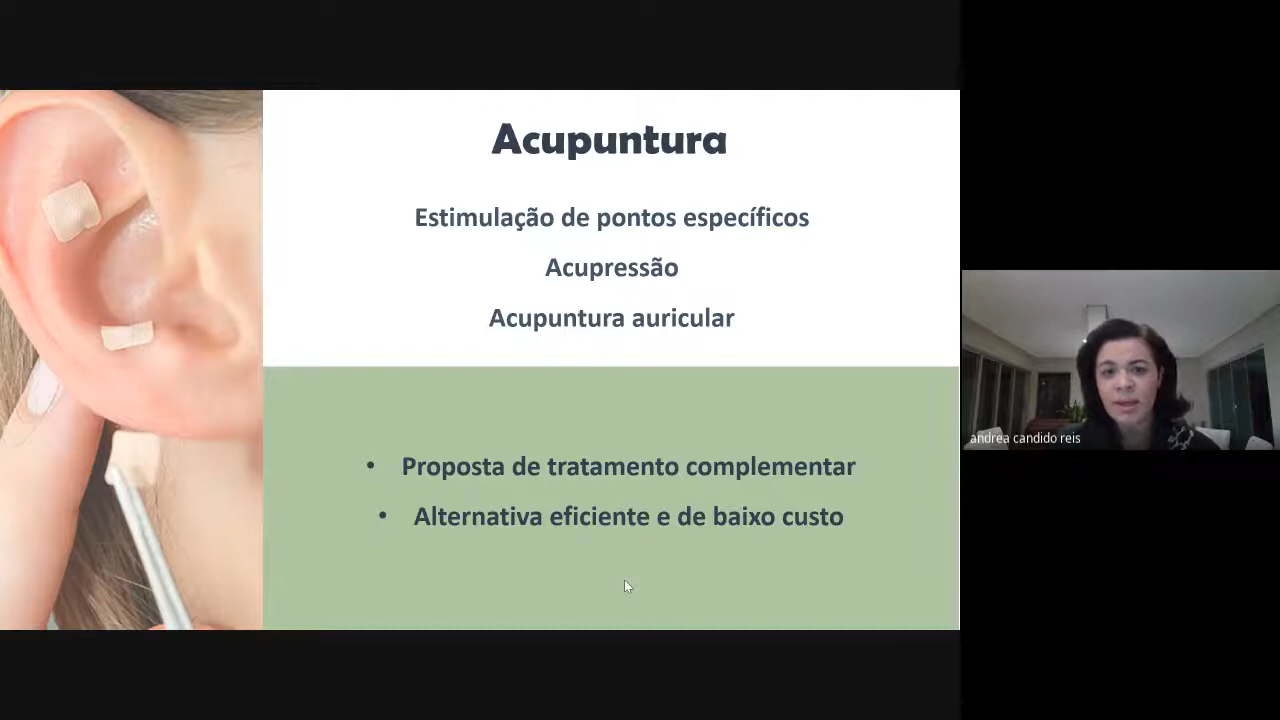 Acupuntura
Estimulação de pontos específicos
Acupressão
Acupuntura auricular
• Proposta de tratamento complementar
• Alternativa eficiente e de baixo custo
andrea candido reis